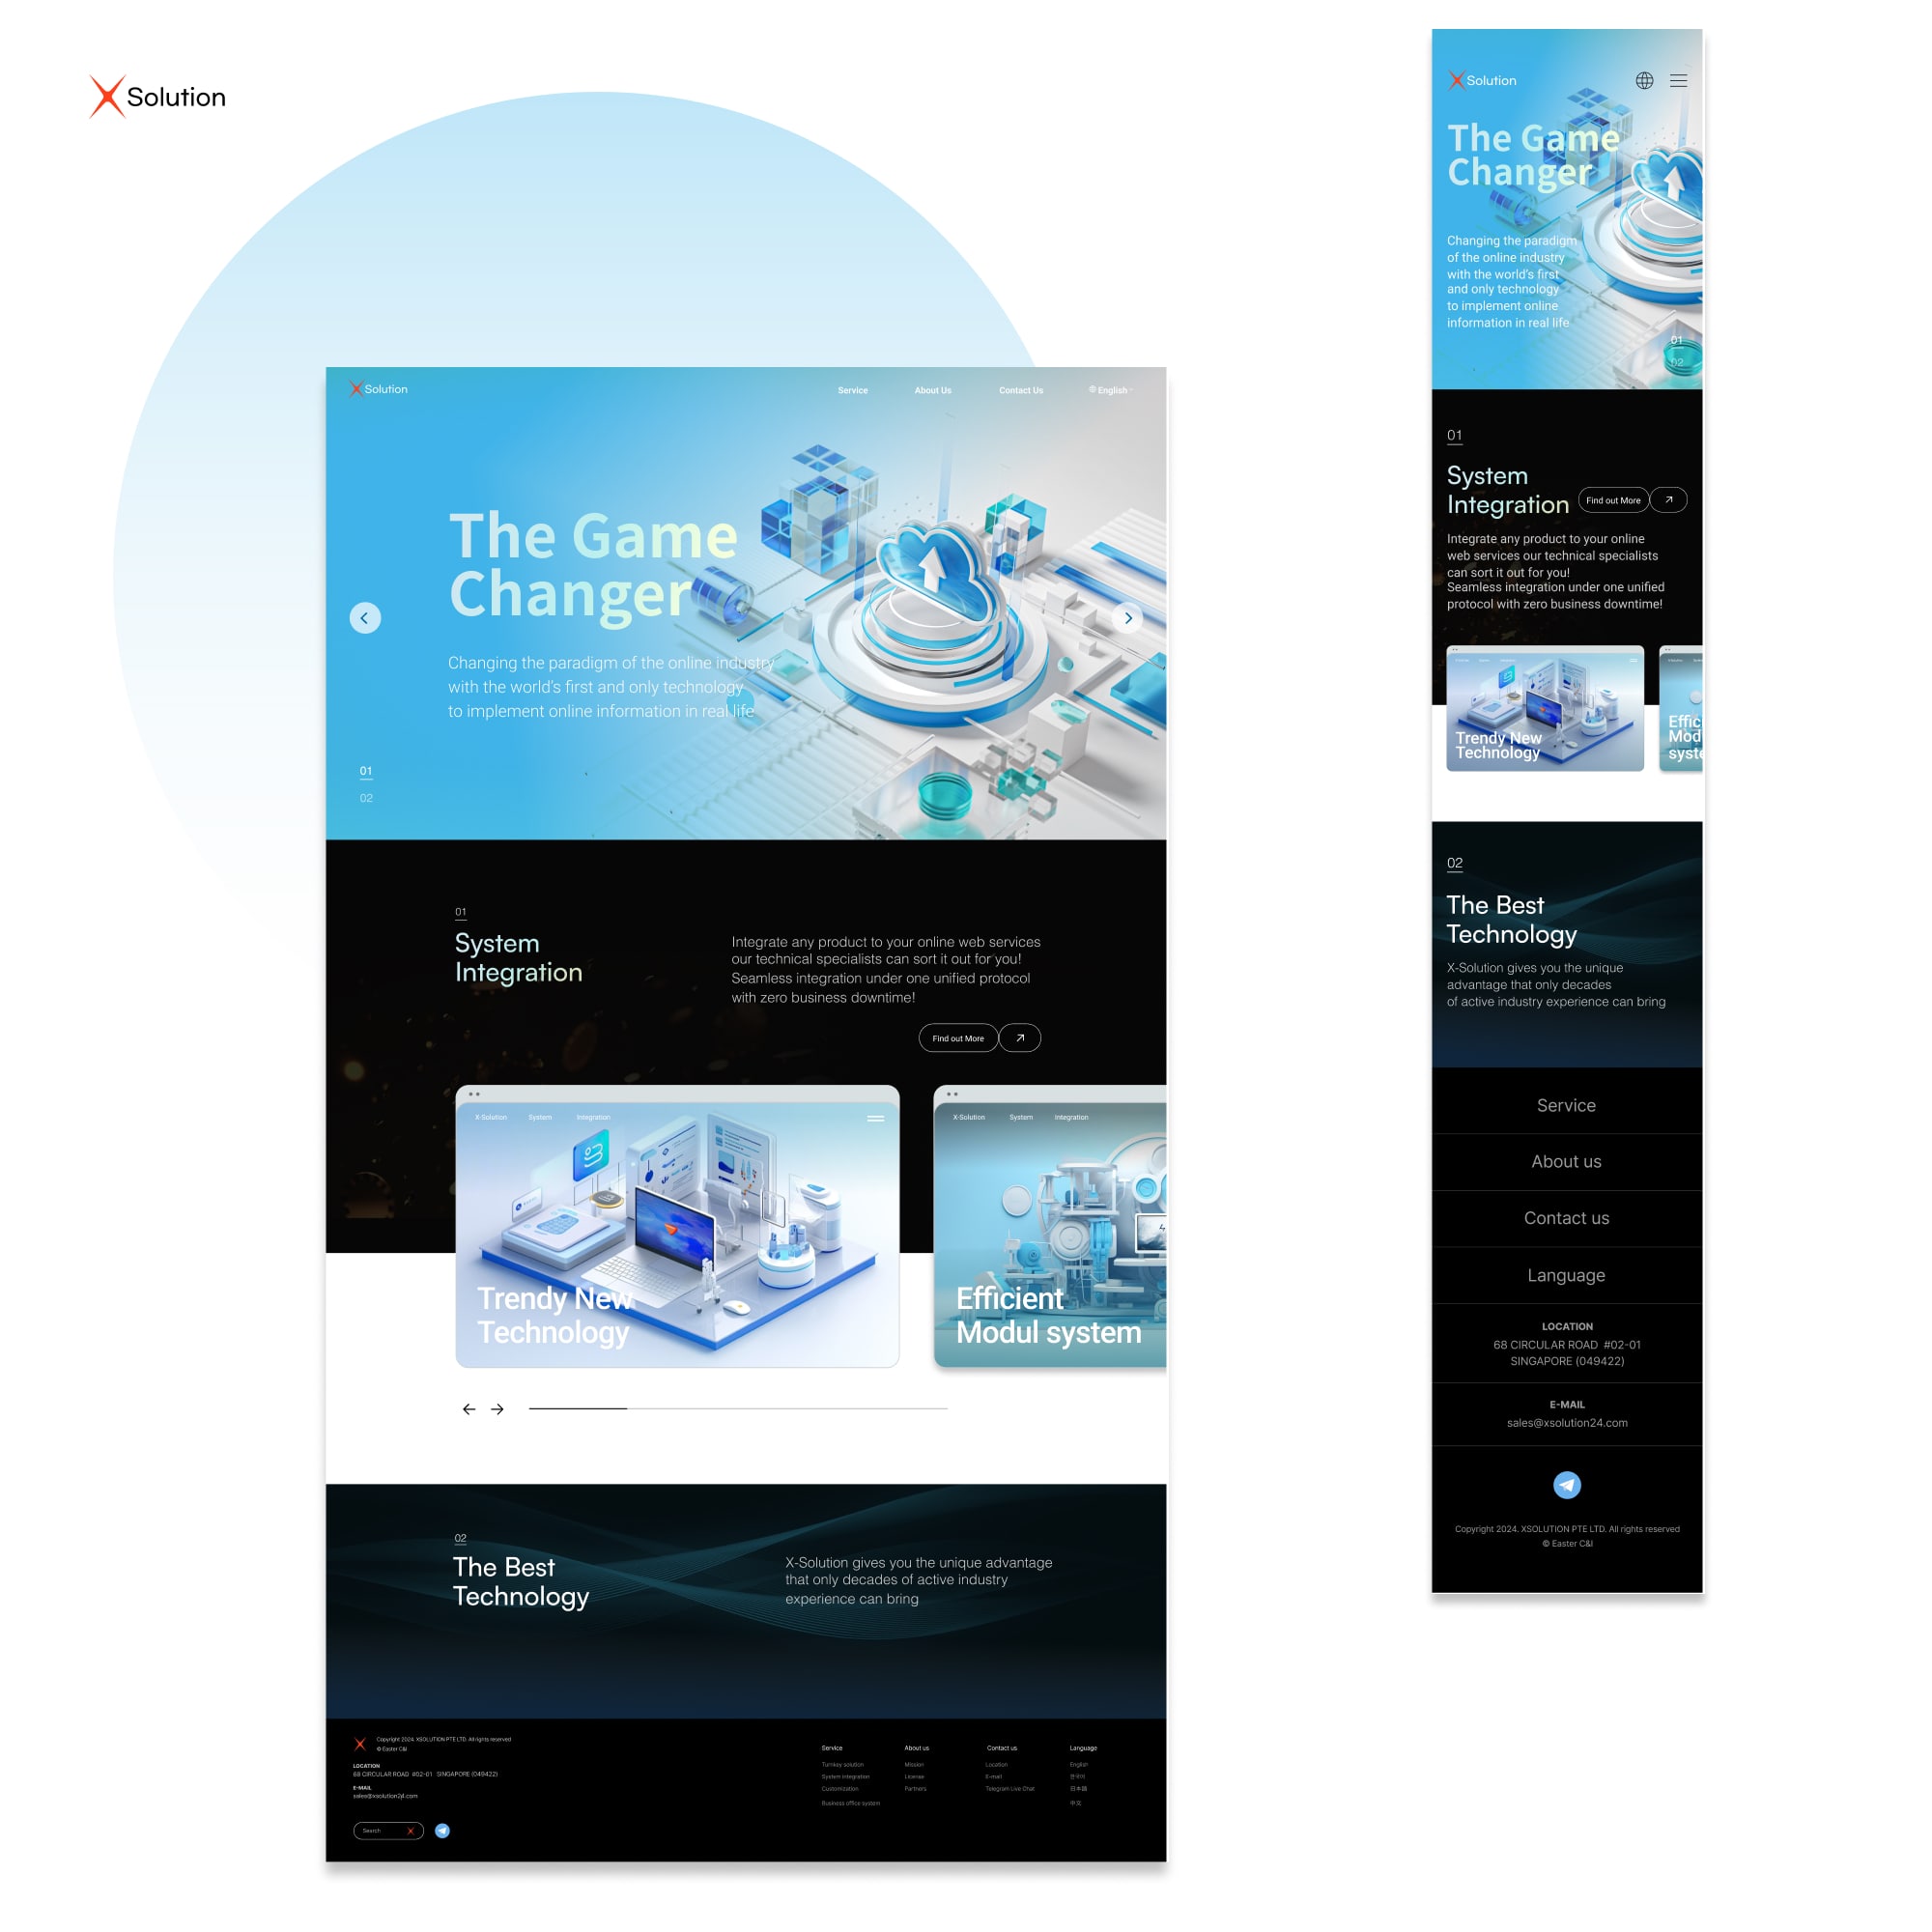 Solution
Solution
Service
About Us
Contact Us
English
The Game
Changer
Changing the paradigm of the online industry
with the world's first and only technology
to implement online information in real life
01
02
01
System
Integration
Integrate any product to your online web services
our technical specialists can sort it out for you!
Seamless integration under one unified protocol
with zero business downtime!
Find out More
X-Solution
System
Integration
Trendy New
Technology
X-Solution
System
Integration
Efficient
Modul system
02
The Best
Technology
X-Solution gives you the unique advantage
that only decades of active industry
experience can bring
Copyright 2024. XSOLUTION PTE LTD. All rights reserved
© Easter C&I
LOCATION
68 CIRCULAR ROAD #02-01 SINGAPORE (049422)
E-MAIL
Search
Service
Turnkey solution
System Integration
Customization
Business office system
About us
Mission
License
Partners
Contact us
Location
E-mail
Telegram Live Chat
Language
English
한국어
日本語
中文
Solution
The Game
Changer
Changing the paradigm
of the online industry
with the world's first
and only technology
to implement online
information in real life
01
02
01
System
Integration
Find out More
Integrate any product to your online
web services our technical specialists
can sort it out for you!
Seamless integration under one unified
protocol with zero business downtime!
Trendy New
Technology
Effic
Mod
syste
02
The Best
Technology
X-Solution gives you the unique
advantage that only decades
of active industry experience can bring
Service
About us
Contact us
Language
LOCATION
68 CIRCULAR ROAD #02-01
SINGAPORE (049422)
E-MAIL
sales@xsolution24.com
Copyright 2024. XSOLUTION PTE LTD. All rights reserved
© Easter C&I